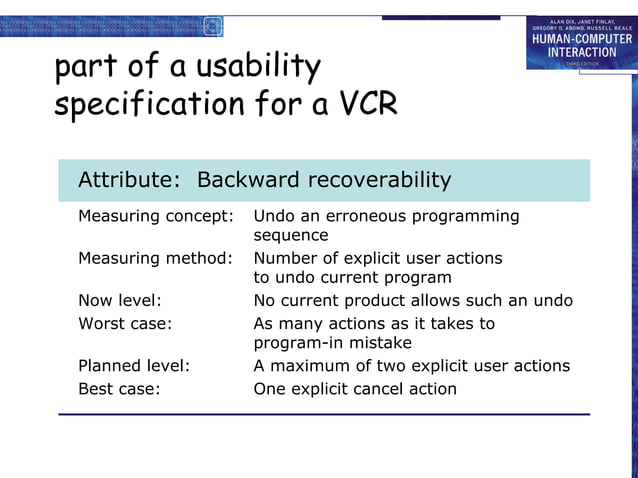 ALAN DIX, JANET FINLAY,
GREGORY D. ABOWD, RUSSELL BEALE
HUMAN-COMPUTER
INTERACTION
THIRD EDITION
part of a usability
specification for a VCR
Attribute: Backward recoverability
Measuring concept: Undo an erroneous programming
sequence
Measuring method: Number of explicit user actions
to undo current program
Now level: No current product allows such an undo
Worst case: As many actions as it takes to
program-in mistake
Planned level: A maximum of two explicit user actions
Best case: One explicit cancel action